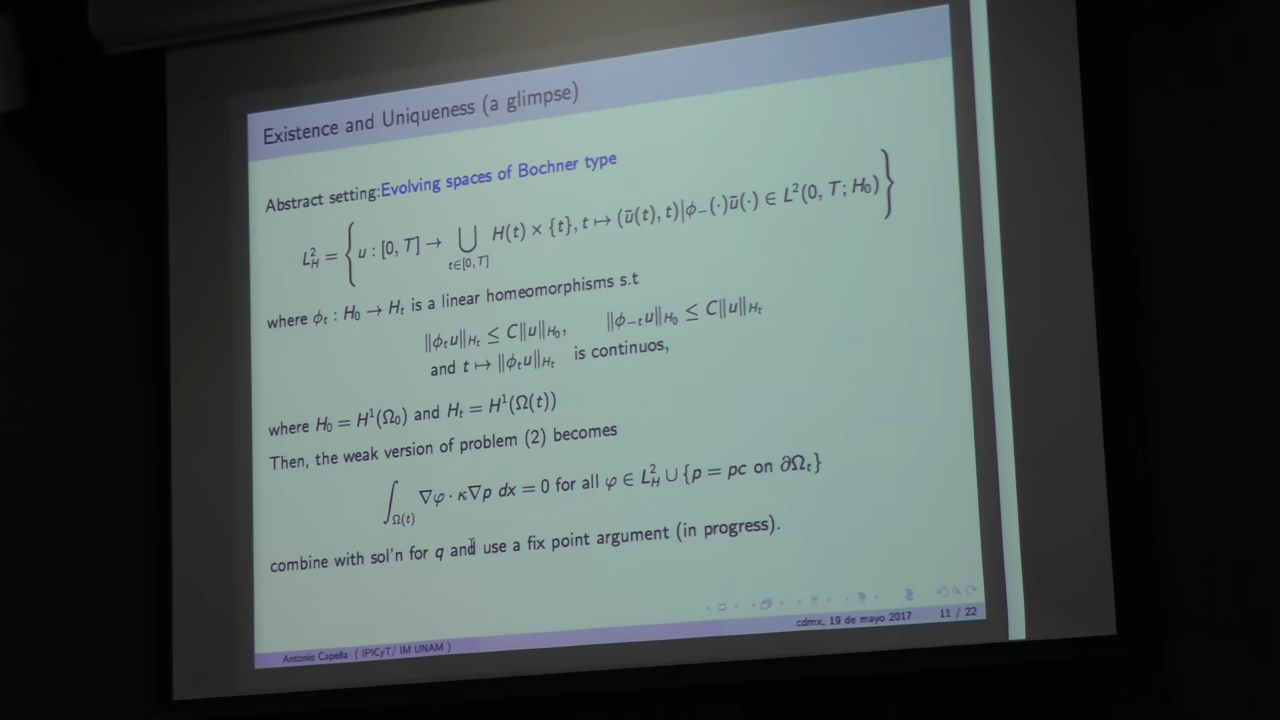 Existence and Uniqueness (a glimpse)
Abstract setting:Evolving spaces of Bochner type
L²_H = { u : [0, T] → ⋃_{t∈[0,T]} H(t) × {t}, t ↦ (ū(t), t)|ϕ₋(·)ū(·) ∈ L²(0, T; H₀) }
where ϕ_t : H₀ → H_t is a linear homeomorphisms s.t
‖ϕ_t u‖_{H_t} ≤ C‖u‖_{H₀}, ‖ϕ_{−t} u‖_{H₀} ≤ C‖u‖_{H_t}
and t ↦ ‖ϕ_t u‖_{H_t} is continuos,
where H₀ = H¹(Ω₀) and H_t = H¹(Ω(t))
Then, the weak version of problem (2) becomes
∫_{Ω(t)} ∇φ · κ∇p dx = 0 for all φ ∈ L²_H ∪ {p = pc on ∂Ω_t}
combine with sol'n for q and use a fix point argument (in progress).
Antonio Capella ( IPICyT/ IM UNAM )
cdmx, 19 de mayo 2017
11 / 22